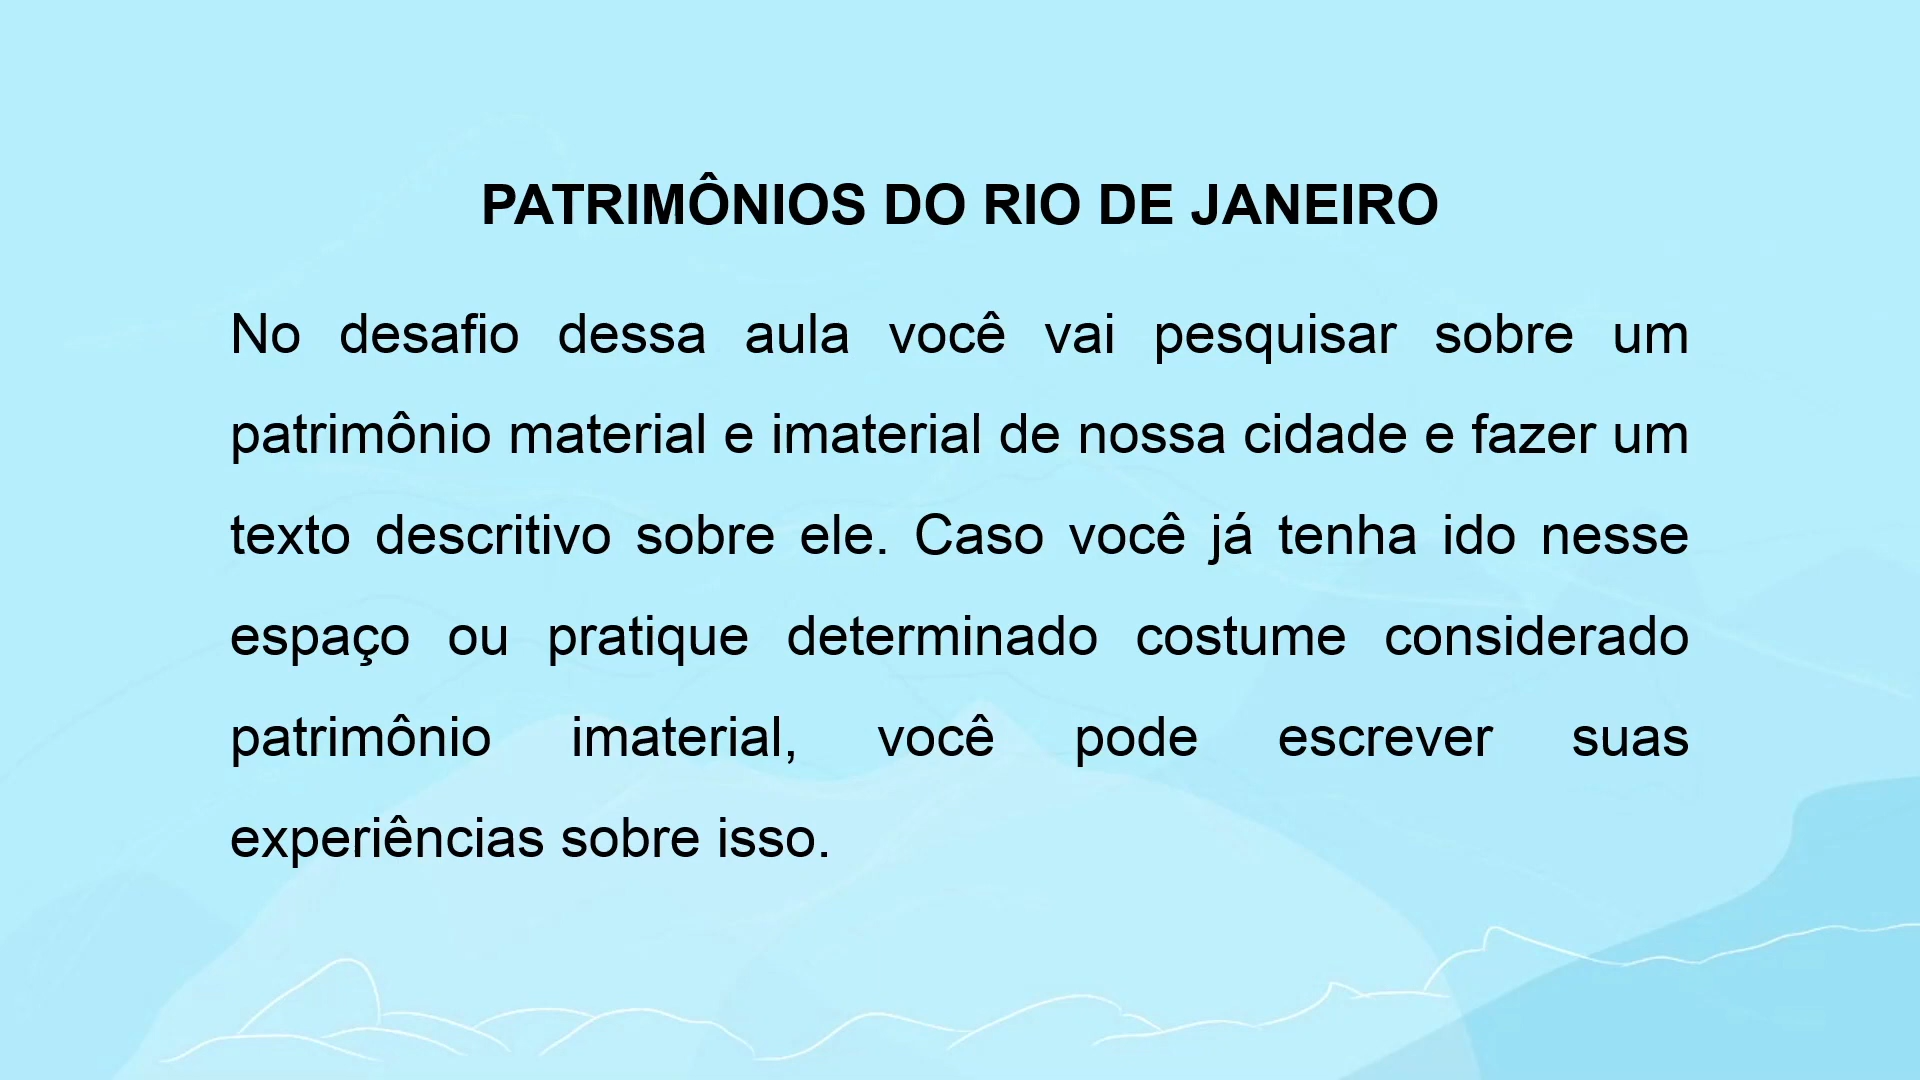 PATRIMÔNIOS DO RIO DE JANEIRO
No desafio dessa aula você vai pesquisar sobre um
patrimônio material e imaterial de nossa cidade e fazer um
texto descritivo sobre ele. Caso você já tenha ido nesse
espaço ou pratique determinado costume considerado
patrimônio imaterial, você pode escrever suas
experiências sobre isso.